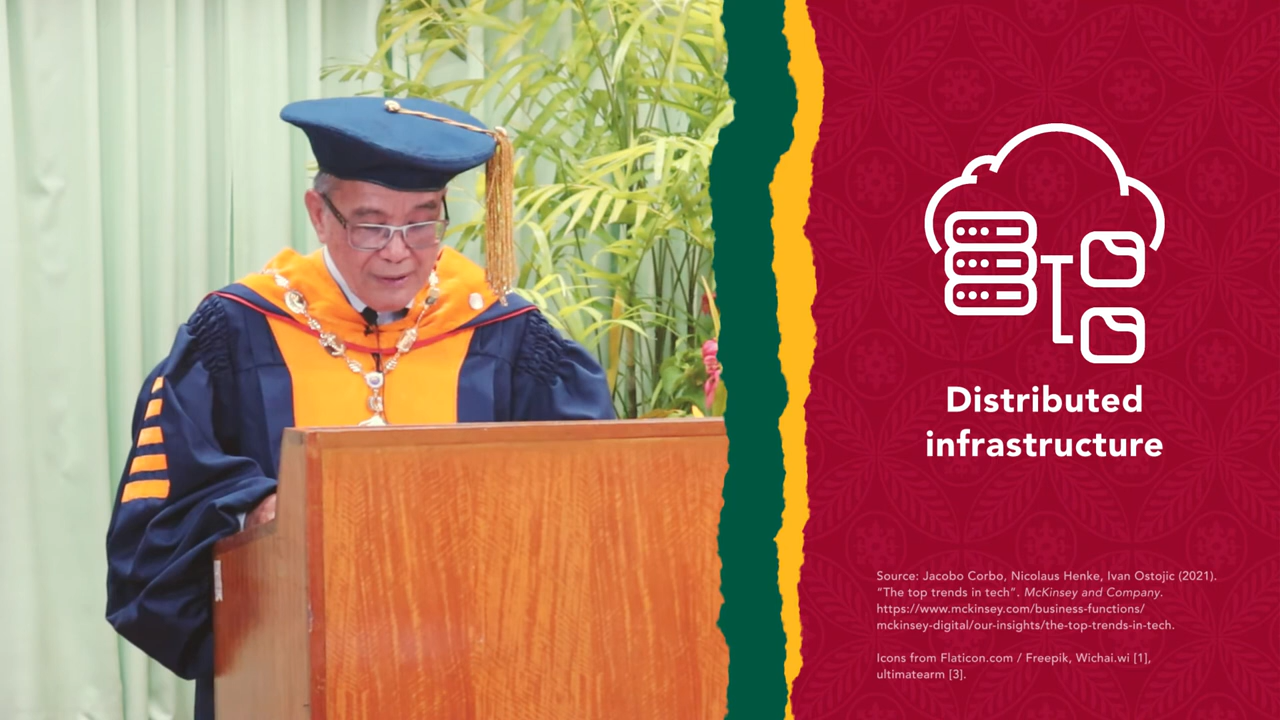 Distributed
infrastructure
Source: Jacobo Corbo, Nicolaus Henke, Ivan Ostojic (2021).
"The top trends in tech". McKinsey and Company.
https://www.mckinsey.com/business-functions/
mckinsey-digital/our-insights/the-top-trends-in-tech.
Icons from Flaticon.com / Freepik, Wichai.wi [1],
ultimatearm [3].